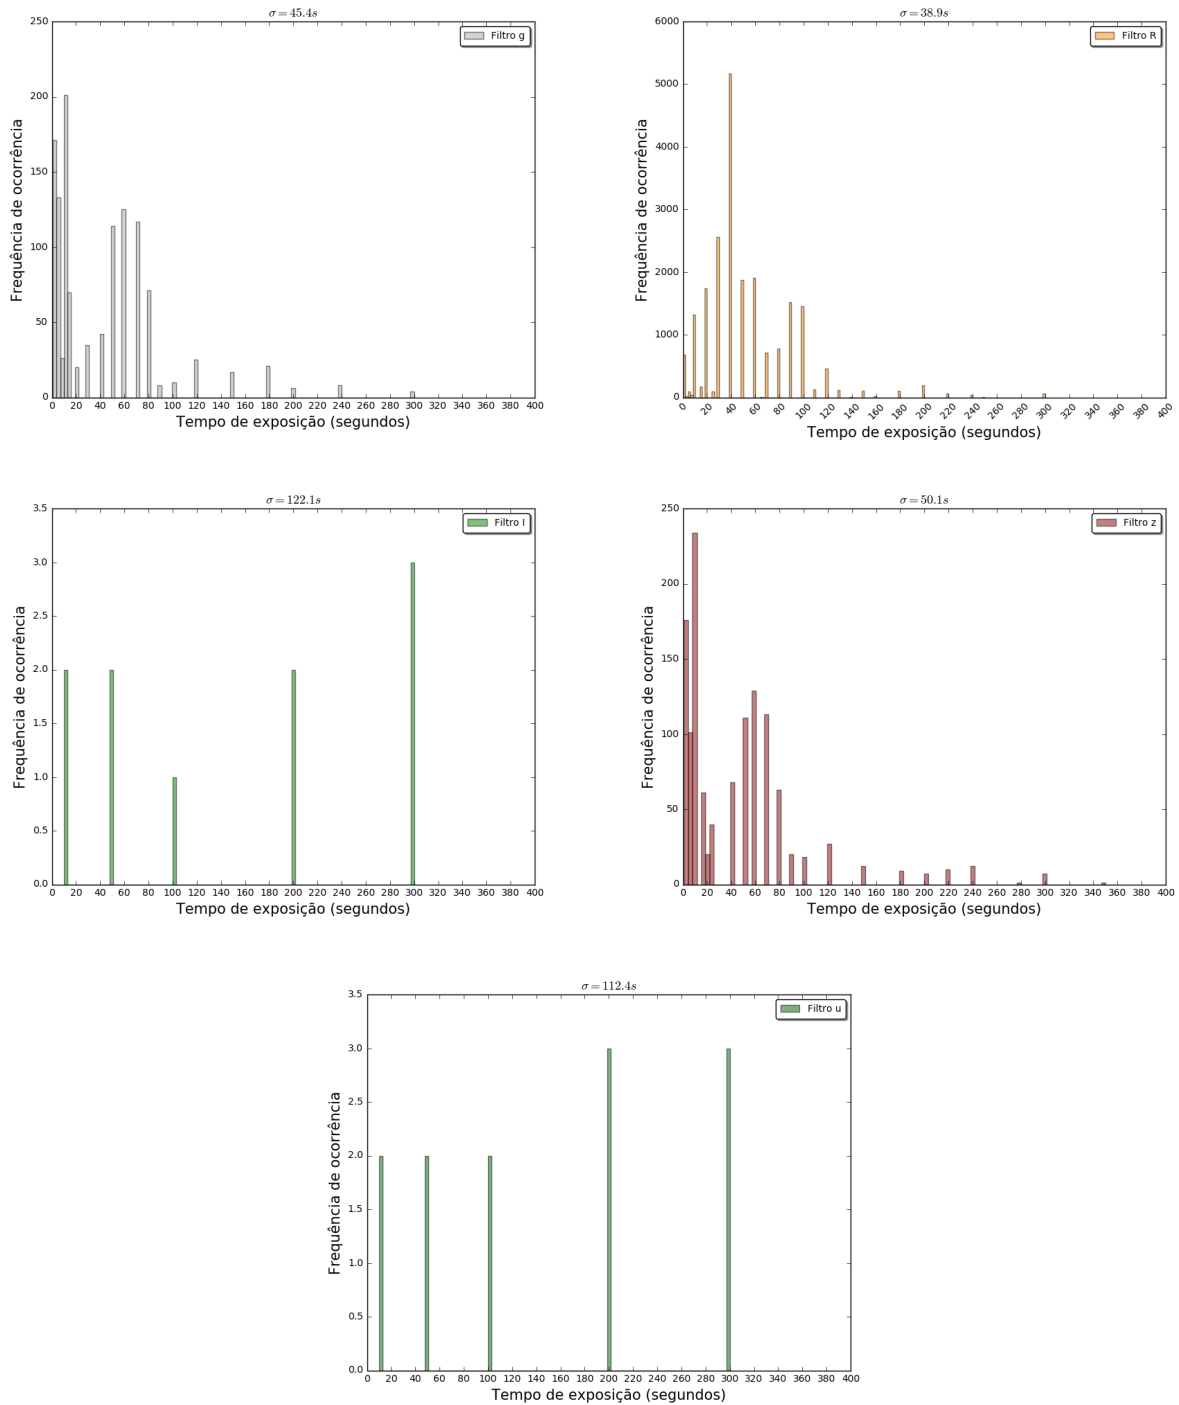 σ = 45.4s
Filtro g
250
200
150
100
50
0
Frequência de ocorrência
0 20 40 60 80 100 120 140 160 180 200 220 240 260 280 300 320 340 360 380 400
Tempo de exposição (segundos)
σ = 38.9s
Filtro R
6000
5000
4000
3000
2000
1000
0
Frequência de ocorrência
0 20 40 60 80 100 120 140 160 180 200 220 240 260 280 300 320 340 360 380 400
Tempo de exposição (segundos)
σ = 122.1s
Filtro I
3.5
3.0
2.5
2.0
1.5
1.0
0.5
0.0
Frequência de ocorrência
0 20 40 60 80 100 120 140 160 180 200 220 240 260 280 300 320 340 360 380 400
Tempo de exposição (segundos)
σ = 50.1s
Filtro z
250
200
150
100
50
0
Frequência de ocorrência
0 20 40 60 80 100 120 140 160 180 200 220 240 260 280 300 320 340 360 380 400
Tempo de exposição (segundos)
σ = 112.4s
Filtro u
3.5
3.0
2.5
2.0
1.5
1.0
0.5
0.0
Frequência de ocorrência
0 20 40 60 80 100 120 140 160 180 200 220 240 260 280 300 320 340 360 380 400
Tempo de exposição (segundos)